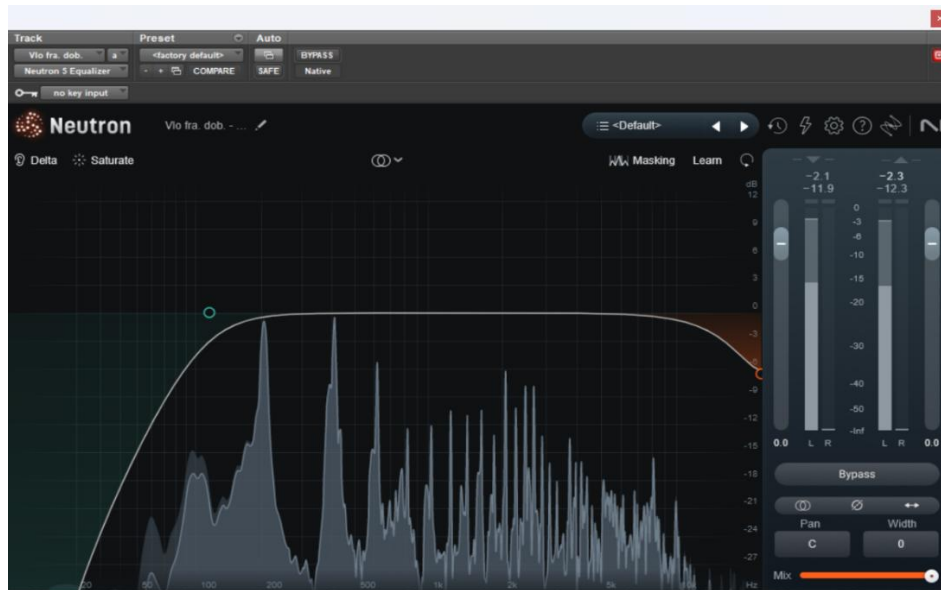 Track Preset Auto
Vlo fra. dob. a <factory default> BYPASS
Neutron 5 Equalizer - + COMPARE SAFE Native
no key input
Neutron Vlo fra. dob. - ... <Default>
Delta Saturate Masking Learn
dB
12
9
6
3
0
-3
-9
-12
-15
-18
-21
-24
-27
20 50 100 200 500 1k 2k 5k Hz
-2.1 -2.3
-11.9 -12.3
0
-3
-6
-10
-15
-20
-30
-40
-50
-Inf
0.0 L R L R 0.0
Bypass
Pan Width
C 0
Mix